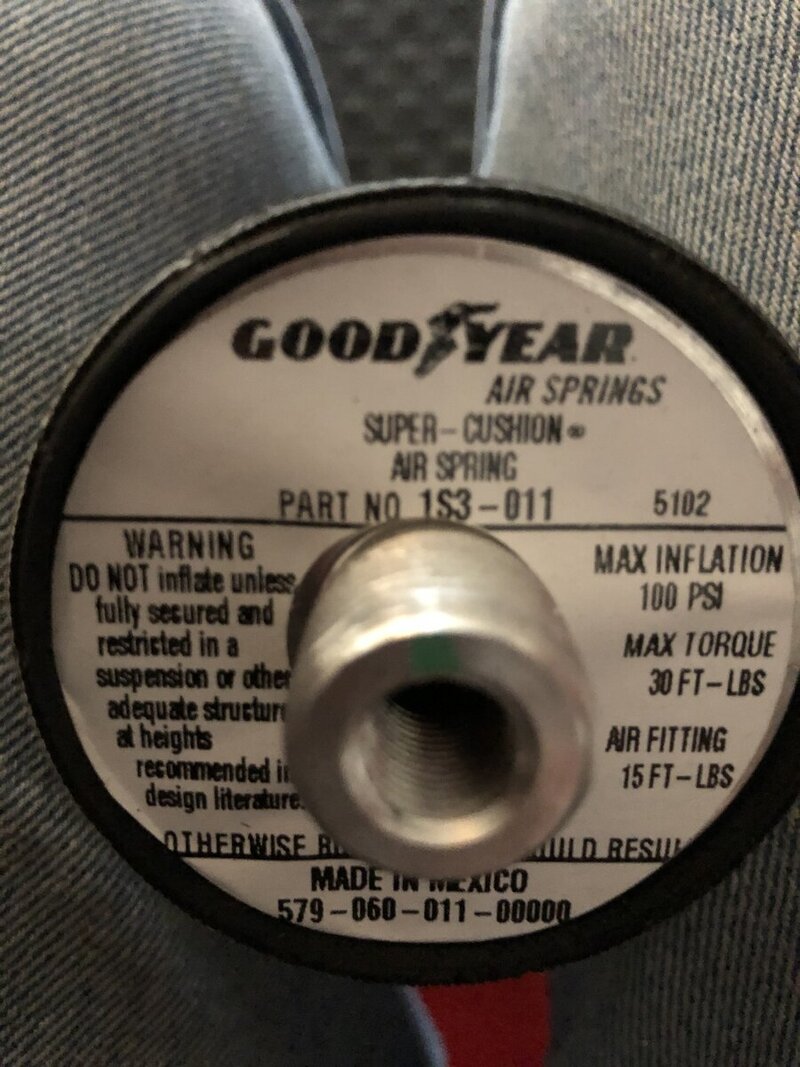 GOODYEAR
AIR SPRINGS
SUPER-CUSHION®
AIR SPRING
PART NO 1S3-011 5102
WARNING
DO NOT inflate unless
fully secured and
restricted in a
suspension or other
adequate structure
at heights
recommended in
design literature.
OTHERWISE
MAX INFLATION
100 PSI
MAX TORQUE
30 FT-LBS
AIR FITTING
15 FT-LBS
MADE IN MEXICO
579-060-011-00000